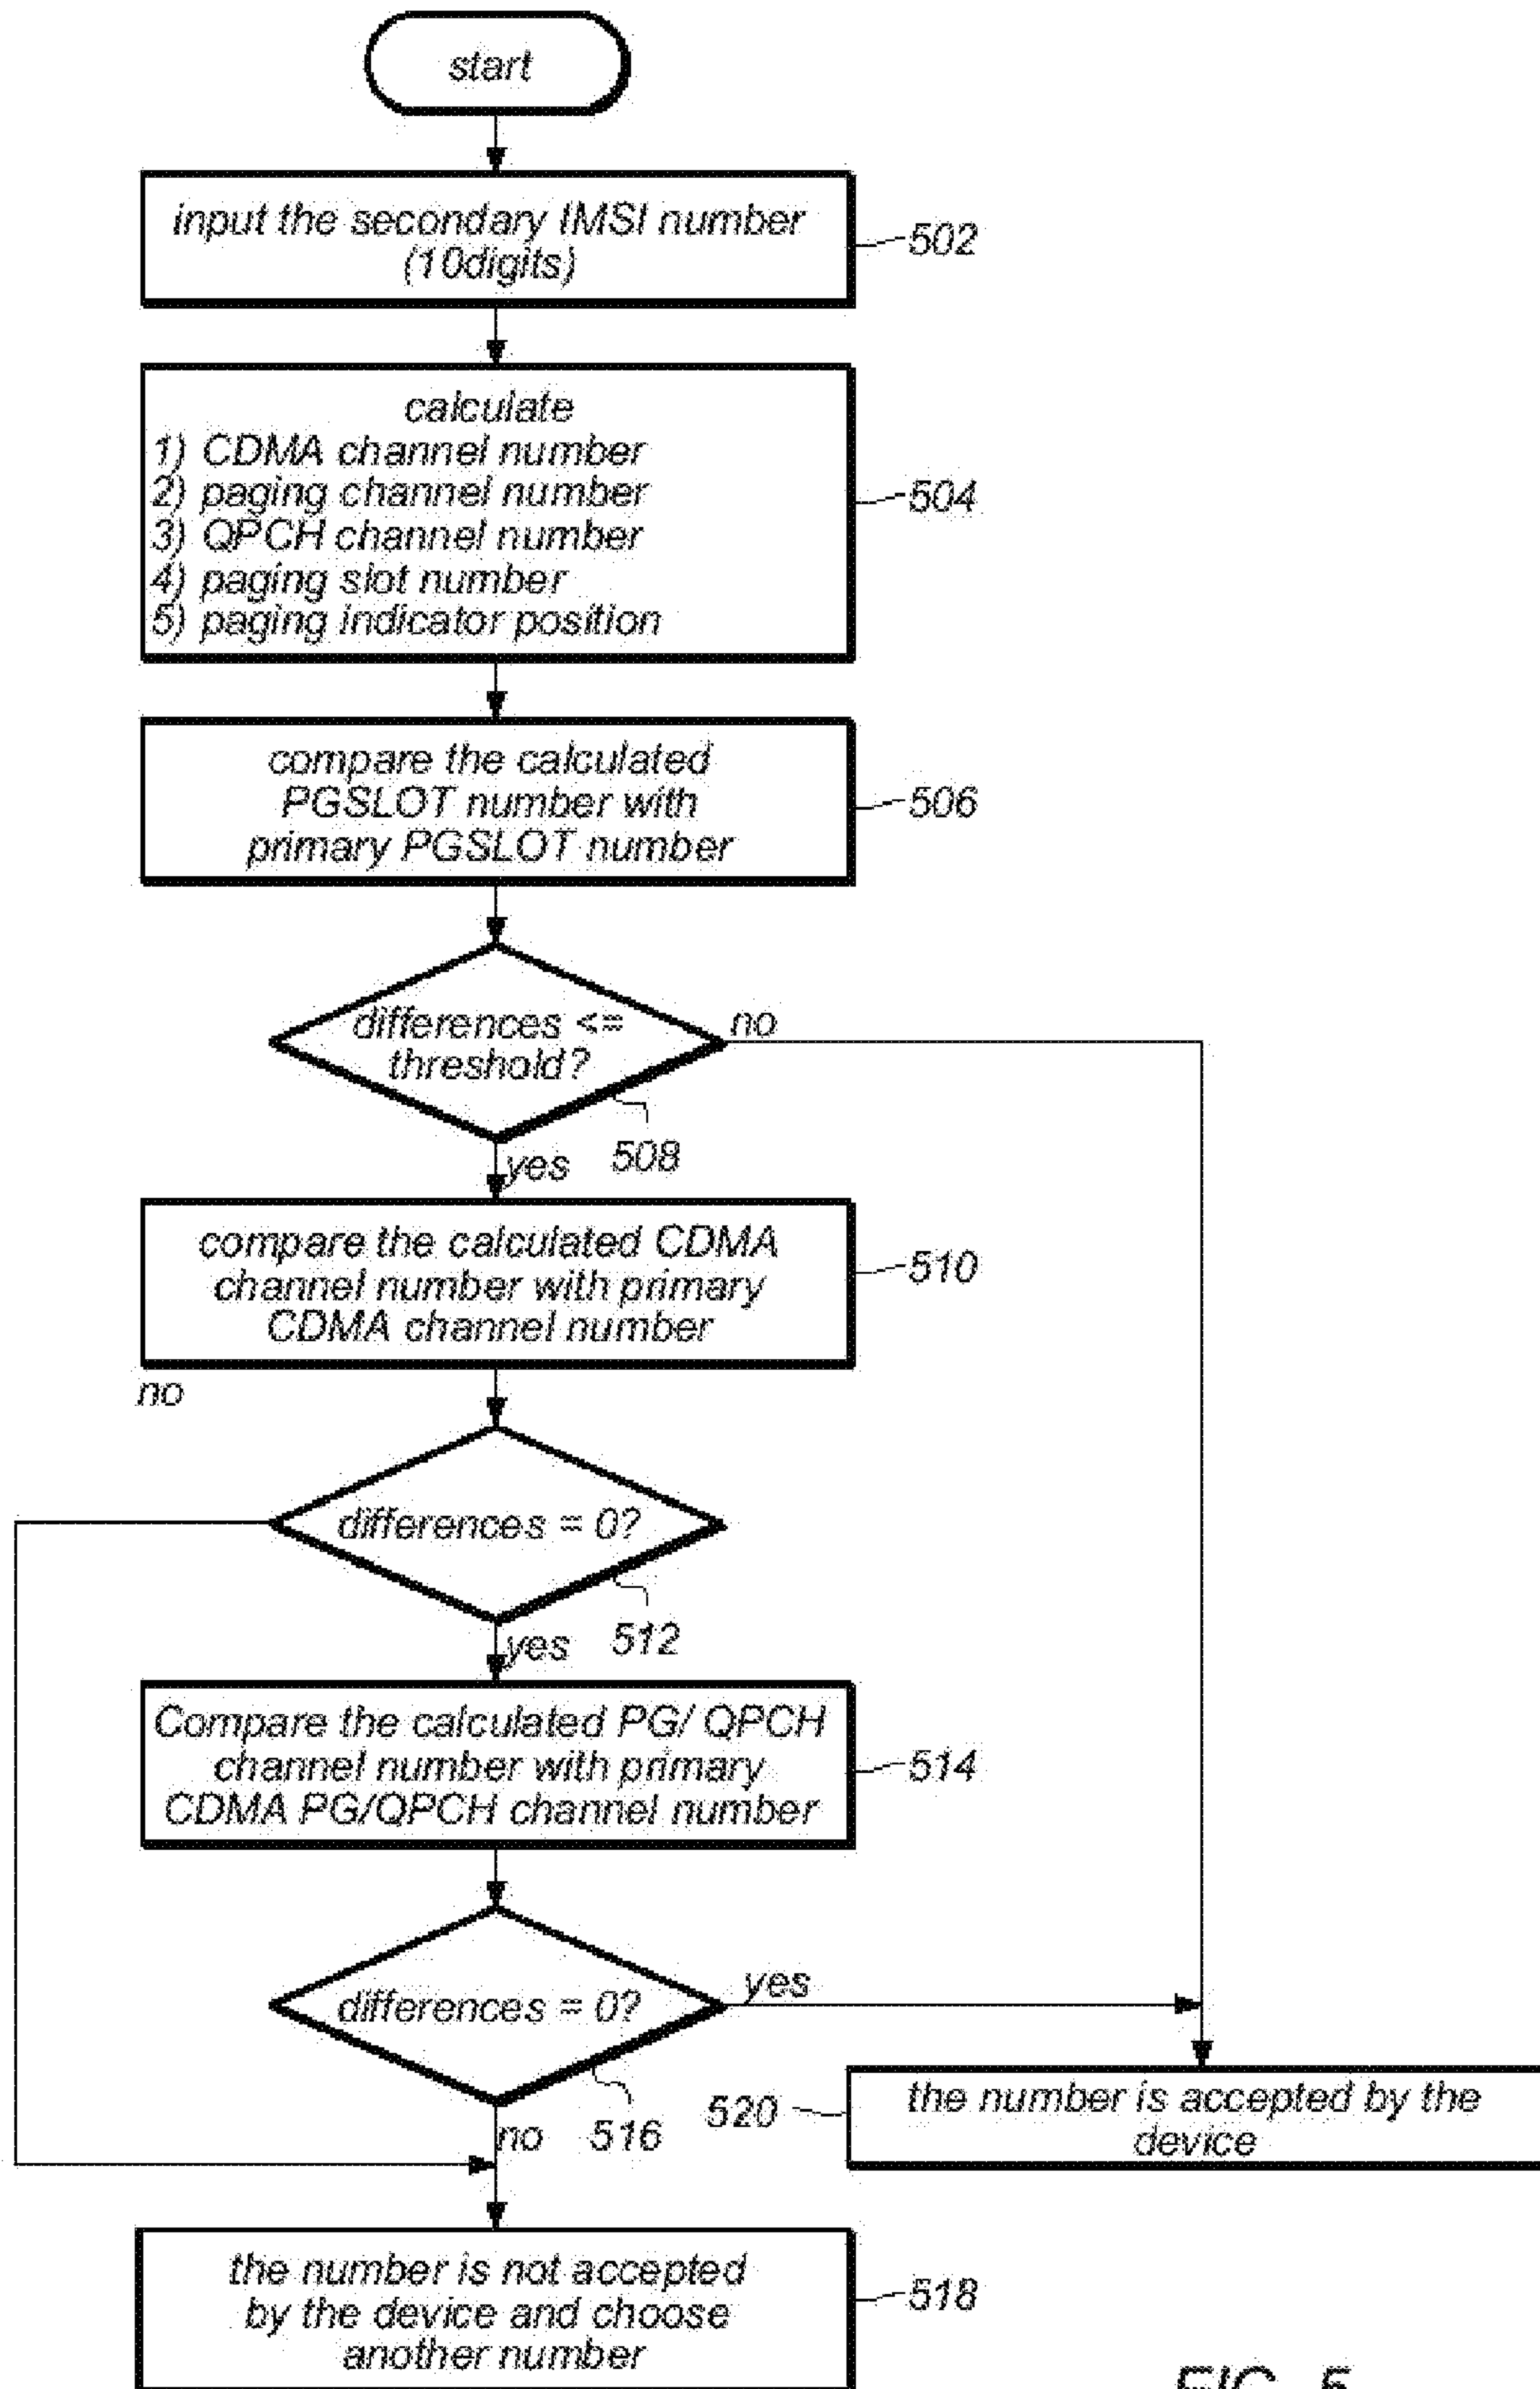 start
input the secondary IMSI number
(10digits)
502
calculate
1) CDMA channel number
2) paging channel number
3) QPCH channel number
4) paging slot number
5) paging indicator position
504
compare the calculated
PGSLOT number with
primary PGSLOT number
506
differences <=
threshold?
no
508
yes
compare the calculated CDMA
channel number with primary
CDMA channel number
510
no
differences = 0?
512
yes
Compare the calculated PG/ QPCH
channel number with primary
CDMA PG/QPCH channel number
514
differences = 0?
yes
516
no
520
the number is accepted by the
device
the number is not accepted
by the device and choose
another number
518
FIG. 5